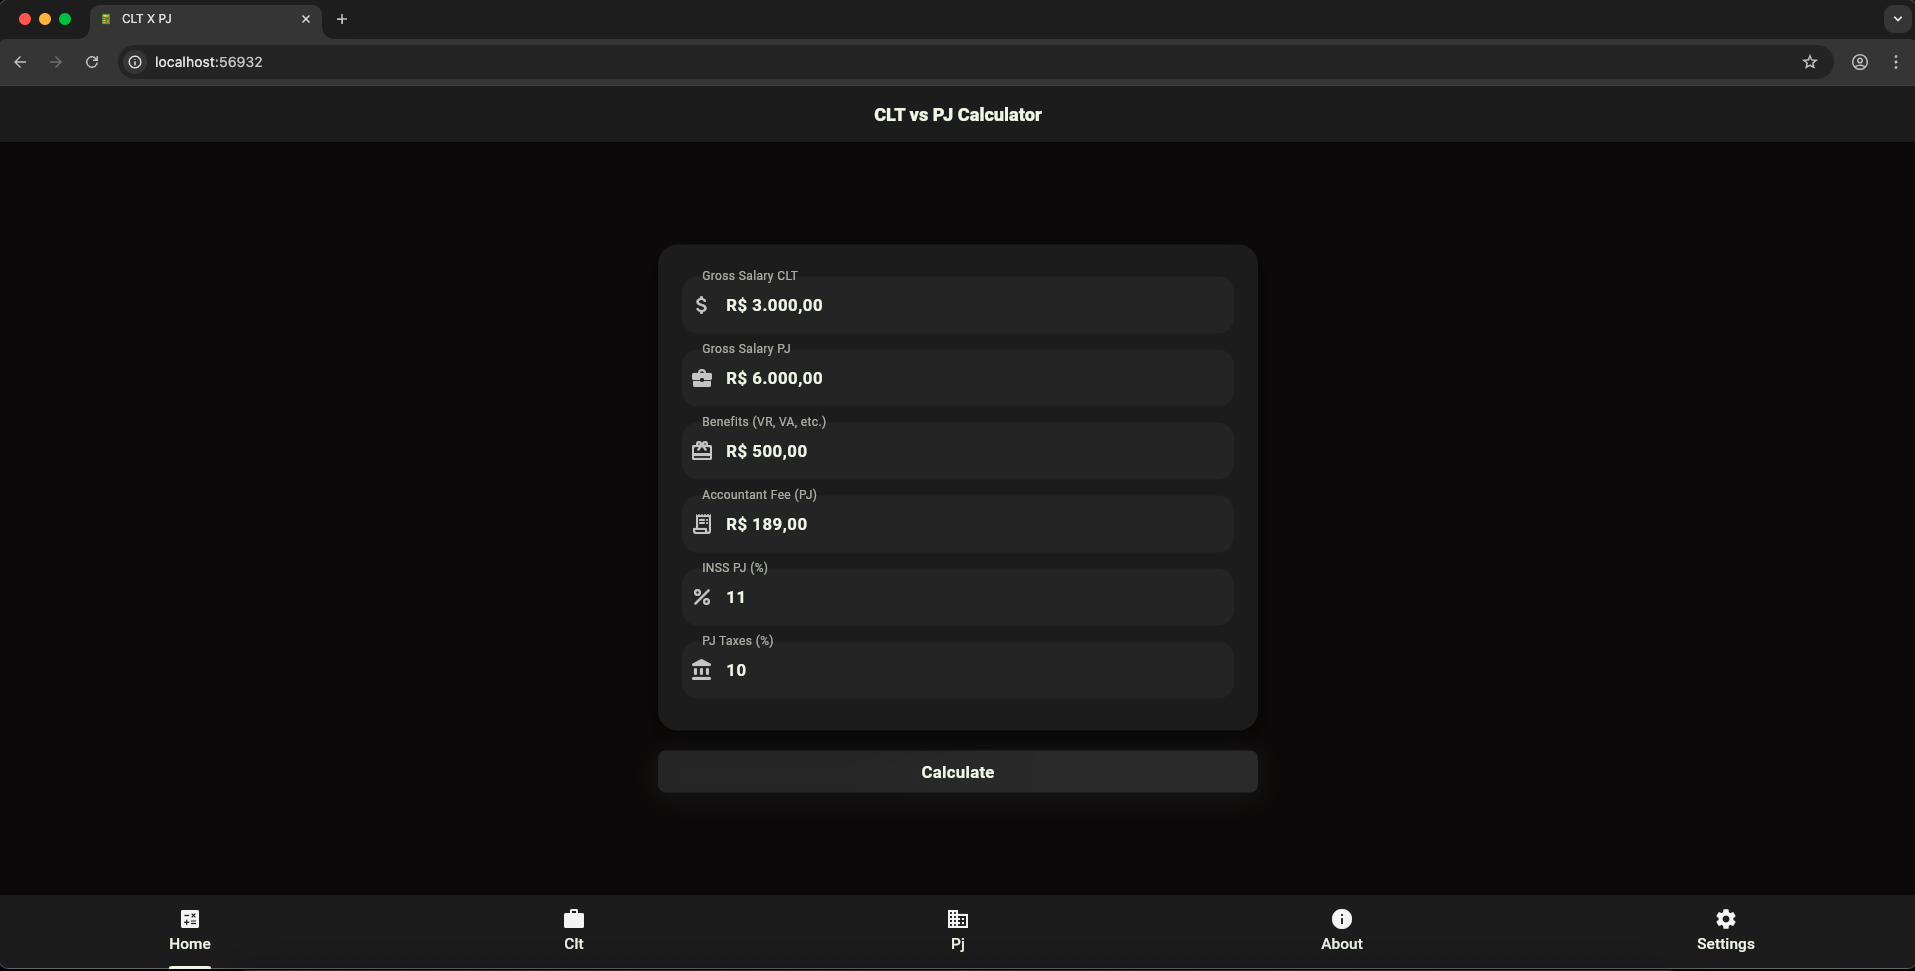 CLT X PJ
localhost:56932
CLT vs PJ Calculator
Gross Salary CLT
R$ 3.000,00
Gross Salary PJ
R$ 6.000,00
Benefits (VR, VA, etc.)
R$ 500,00
Accountant Fee (PJ)
R$ 189,00
INSS PJ (%)
11
PJ Taxes (%)
10
Calculate
Home
Clt
Pj
About
Settings